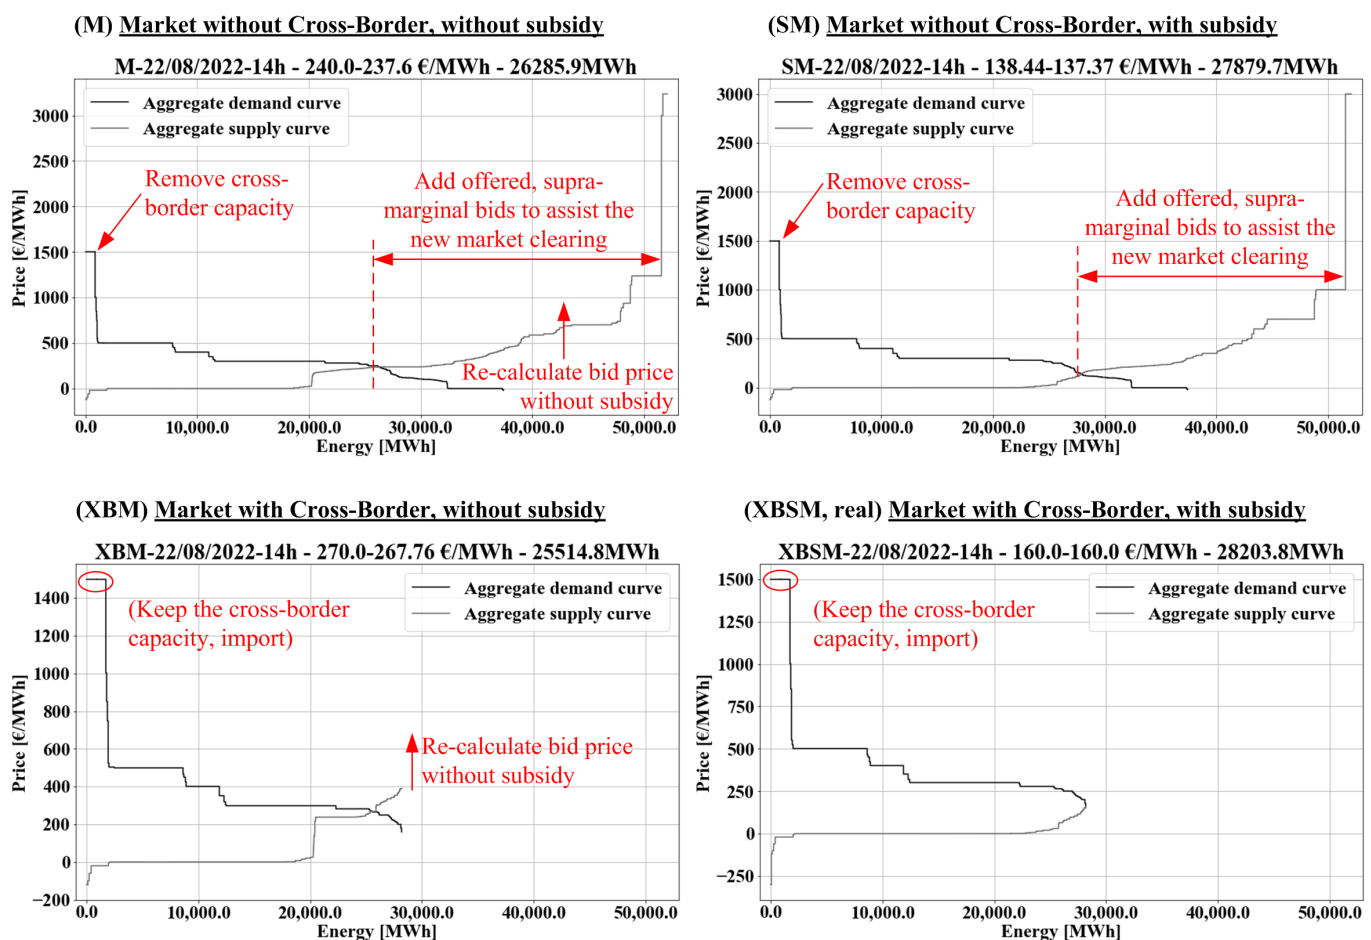 (M) Market without Cross-Border, without subsidy
M-22/08/2022-14h - 240.0-237.6 €/MWh - 26285.9MWh
Aggregate demand curve
Aggregate supply curve
Remove cross-
border capacity
Add offered, supra-
marginal bids to assist the
new market clearing
Re-calculate bid price
without subsidy
Price [€/MWh]
3000
2500
2000
1500
1000
500
0
0.0
10,000.0
20,000.0
30,000.0
40,000.0
50,000.0
Energy [MWh]
(SM) Market without Cross-Border, with subsidy
SM-22/08/2022-14h - 138.44-137.37 €/MWh - 27879.7MWh
Aggregate demand curve
Aggregate supply curve
Remove cross-
border capacity
Add offered, supra-
marginal bids to assist the
new market clearing
Price [€/MWh]
3000
2500
2000
1500
1000
500
0
0.0
10,000.0
20,000.0
30,000.0
40,000.0
50,000.0
Energy [MWh]
(XBM) Market with Cross-Border, without subsidy
XBM-22/08/2022-14h - 270.0-267.76 €/MWh - 25514.8MWh
Aggregate demand curve
Aggregate supply curve
(Keep the cross-border
capacity, import)
Re-calculate bid price
without subsidy
Price [€/MWh]
1400
1200
1000
800
600
400
200
0
−200
0.0
10,000.0
20,000.0
30,000.0
40,000.0
50,000.0
Energy [MWh]
(XBSM, real) Market with Cross-Border, with subsidy
XBSM-22/08/2022-14h - 160.0-160.0 €/MWh - 28203.8MWh
Aggregate demand curve
Aggregate supply curve
(Keep the cross-border
capacity, import)
Price [€/MWh]
1500
1250
1000
750
500
250
0
−250
0.0
10,000.0
20,000.0
30,000.0
40,000.0
50,000.0
Energy [MWh]